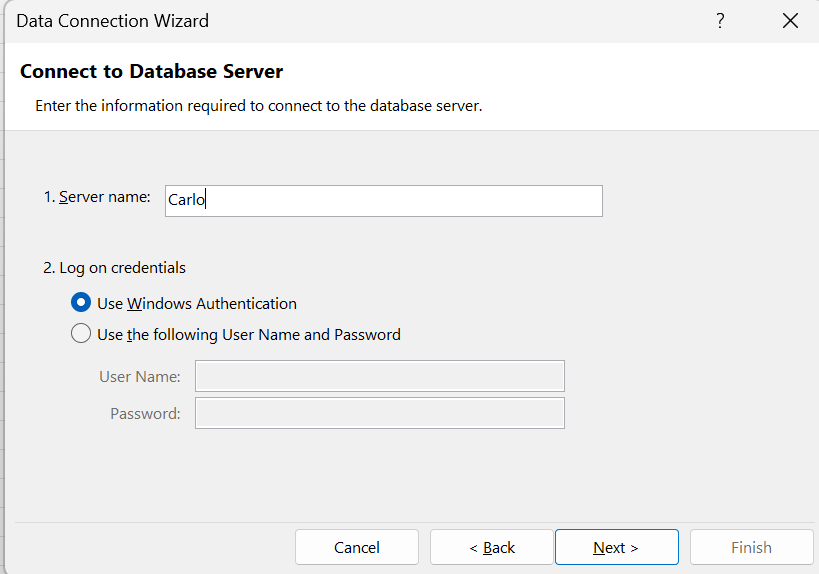 Data Connection Wizard ?
Connect to Database Server
Enter the information required to connect to the database server.
1. Server name: Carlo
2. Log on credentials
Use Windows Authentication
Use the following User Name and Password
User Name:
Password:
Cancel < Back Next > Finish